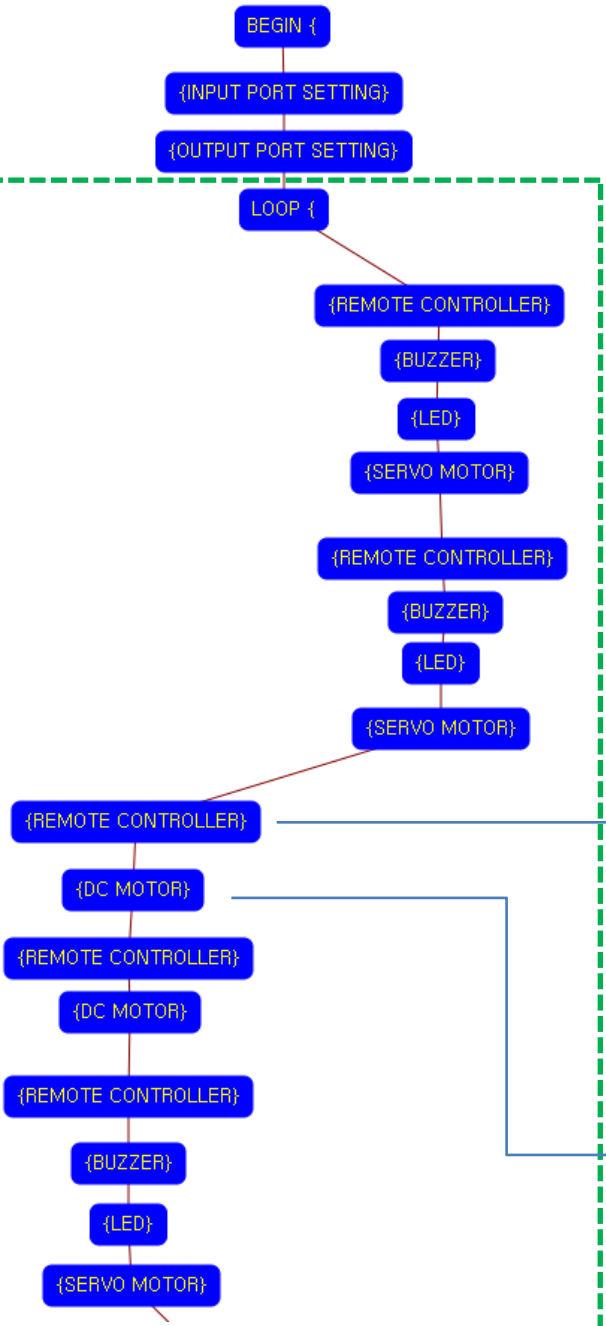 BEGIN {
{INPUT PORT SETTING}
{OUTPUT PORT SETTING}
LOOP {
{REMOTE CONTROLLER}
{BUZZER}
{LED}
{SERVO MOTOR}
{REMOTE CONTROLLER}
{BUZZER}
{LED}
{SERVO MOTOR}
{REMOTE CONTROLLER}
{DC MOTOR}
{REMOTE CONTROLLER}
{DC MOTOR}
{REMOTE CONTROLLER}
{BUZZER}
{LED}
{SERVO MOTOR}